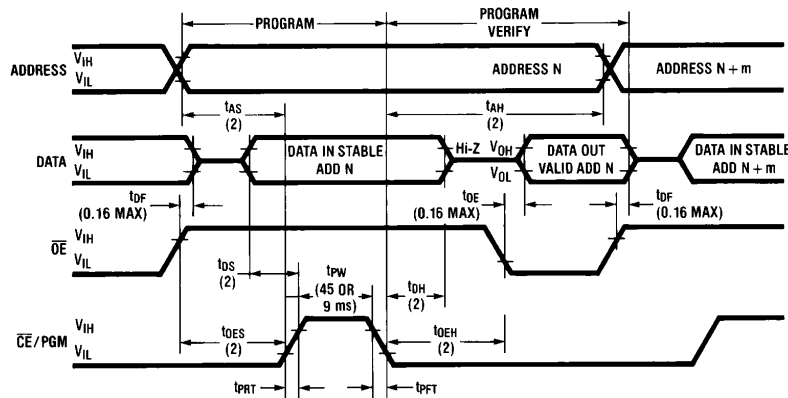 PROGRAM
PROGRAM
VERIFY
ADDRESS
VIH
VIL
ADDRESS N
ADDRESS N + m
tAS
(2)
tAH
(2)
DATA
VIH
VIL
DATA IN STABLE
ADD N
Hi-Z
VOH
VOL
DATA OUT
VALID ADD N
DATA IN STABLE
ADD N + m
tDF
(0.16 MAX)
tOE
(0.16 MAX)
tDF
(0.16 MAX)
OE
VIH
VIL
tDS
(2)
tPW
(45 OR
9 ms)
tDH
(2)
CE/PGM
VIH
VIL
tOES
(2)
tOEH
(2)
tPRT
tPFT